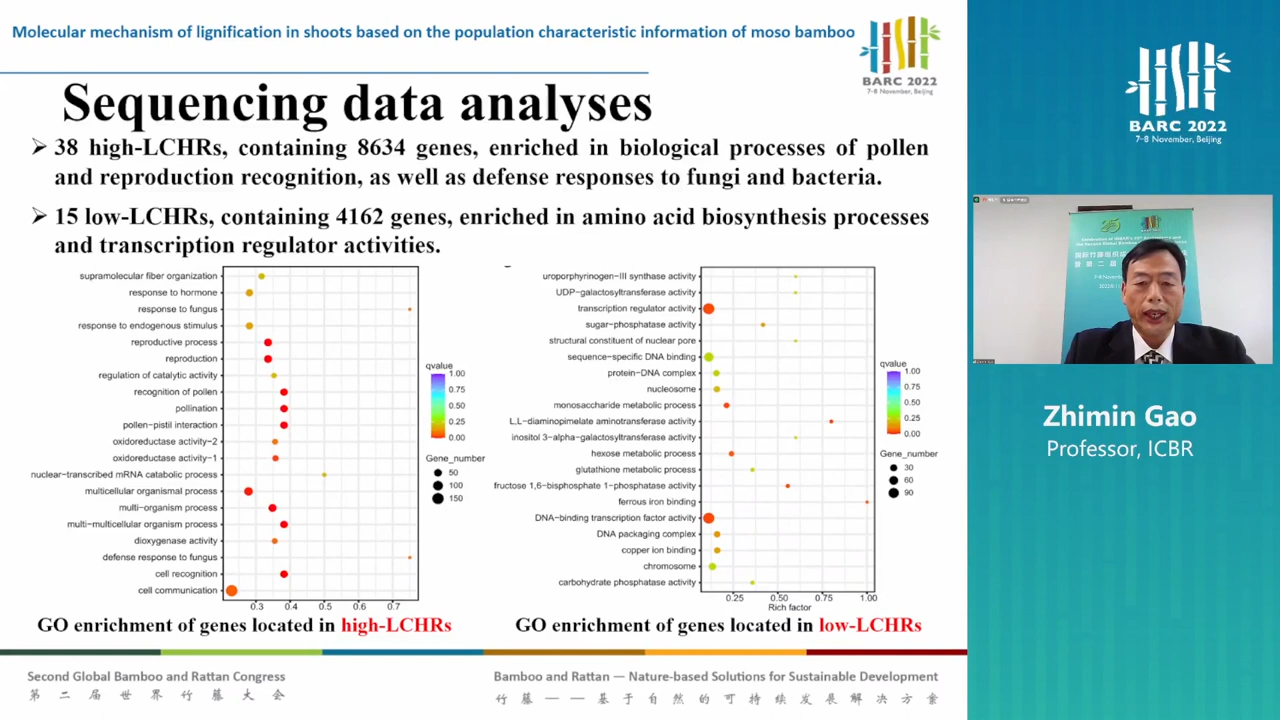 Molecular mechanism of lignification in shoots based on the population characteristic information of moso bamboo
BARC 2022
7-8 November, Beijing
Sequencing data analyses
➢ 38 high-LCHRs, containing 8634 genes, enriched in biological processes of pollen
and reproduction recognition, as well as defense responses to fungi and bacteria.
➢ 15 low-LCHRs, containing 4162 genes, enriched in amino acid biosynthesis processes
and transcription regulator activities.
supramolecular fiber organization
response to hormone
response to fungus
response to endogenous stimulus
reproductive process
reproduction
regulation of catalytic activity
recognition of pollen
pollination
pollen−pistil interaction
oxidoreductase activity−2
oxidoreductase activity−1
nuclear−transcribed mRNA catabolic process
multicellular organismal process
multi−organism process
multi−multicellular organism process
dioxygenase activity
defense response to fungus
cell recognition
cell communication
0.3 0.4 0.5 0.6 0.7
qvalue
1.00
0.75
0.50
0.25
0.00
Gene_number
50
100
150
GO enrichment of genes located in high-LCHRs
uroporphyrinogen−III synthase activity
UDP−galactosyltransferase activity
transcription regulator activity
sugar−phosphatase activity
structural constituent of nuclear pore
sequence−specific DNA binding
protein−DNA complex
nucleosome
monosaccharide metabolic process
L,L−diaminopimelate aminotransferase activity
inositol 3−alpha−galactosyltransferase activity
hexose metabolic process
glutathione metabolic process
fructose 1,6−bisphosphate 1−phosphatase activity
ferrous iron binding
DNA−binding transcription factor activity
DNA packaging complex
copper ion binding
chromosome
carbohydrate phosphatase activity
0.25 0.50 0.75 1.00
Rich factor
qvalue
1.00
0.75
0.50
0.25
0.00
Gene_number
30
60
90
GO enrichment of genes located in low-LCHRs
Second Global Bamboo and Rattan Congress
第二届世界竹藤大会
Bamboo and Rattan — Nature-based Solutions for Sustainable Development
竹藤——基于自然的可持续发展解决方案
BARC 2022
7-8 November, Beijing
Zhimin Gao
Professor, ICBR